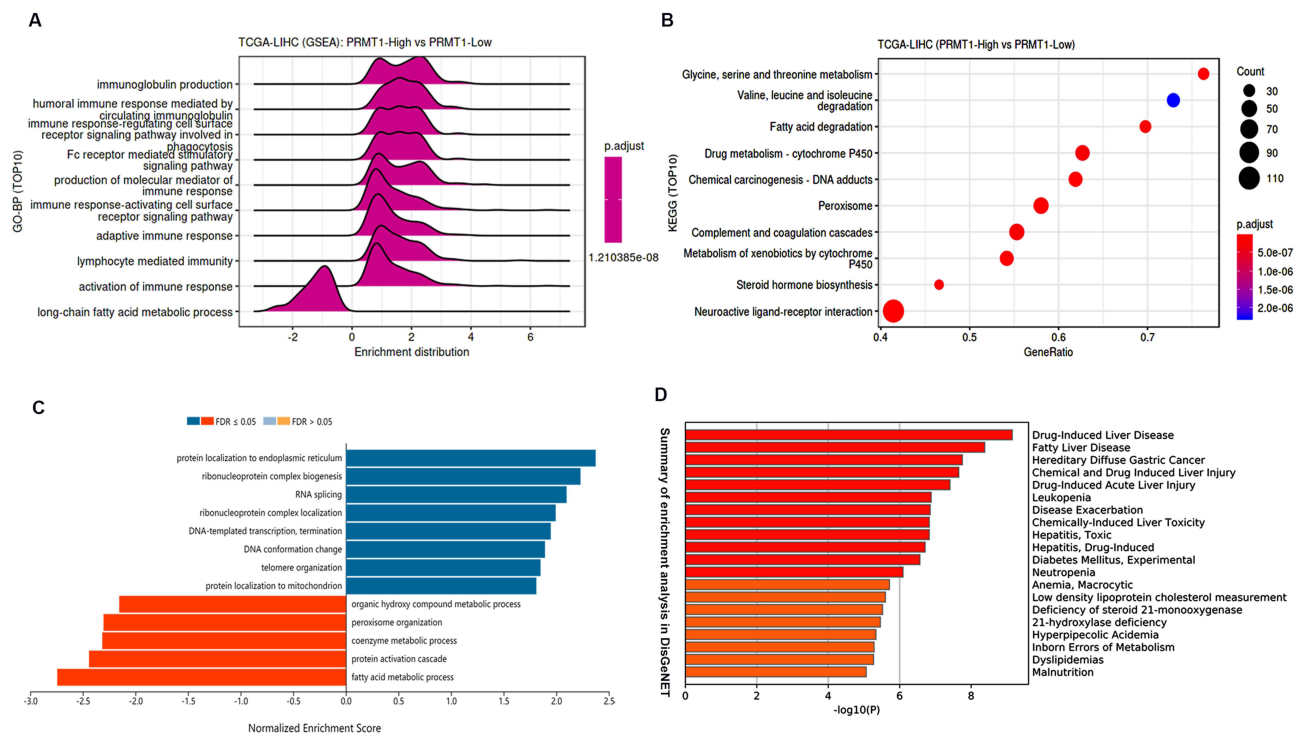 A
TCGA-LIHC (GSEA): PRMT1-High vs PRMT1-Low
GO-BP (TOP10)
immunoglobulin production
humoral immune response mediated by
circulating immunoglobulin
immune response-regulating cell surface
receptor signaling pathway involved in
phagocytosis
Fc receptor mediated stimulatory
signaling pathway
production of molecular mediator of
immune response
immune response-activating cell surface
receptor signaling pathway
adaptive immune response
lymphocyte mediated immunity
activation of immune response
long-chain fatty acid metabolic process
-2 0 2 4 6
Enrichment distribution
p.adjust
1.210385e-08
B
TCGA-LIHC (PRMT1-High vs PRMT1-Low)
KEGG (TOP10)
Glycine, serine and threonine metabolism
Valine, leucine and isoleucine
degradation
Fatty acid degradation
Drug metabolism - cytochrome P450
Chemical carcinogenesis - DNA adducts
Peroxisome
Complement and coagulation cascades
Metabolism of xenobiotics by cytochrome
P450
Steroid hormone biosynthesis
Neuroactive ligand-receptor interaction
0.4 0.5 0.6 0.7
GeneRatio
Count
30
50
70
90
110
p.adjust
5.0e-07
1.0e-06
1.5e-06
2.0e-06
C
FDR ≤ 0.05 FDR > 0.05
protein localization to endoplasmic reticulum
ribonucleoprotein complex biogenesis
RNA splicing
ribonucleoprotein complex localization
DNA-templated transcription, termination
DNA conformation change
telomere organization
protein localization to mitochondrion
organic hydroxy compound metabolic process
peroxisome organization
coenzyme metabolic process
protein activation cascade
fatty acid metabolic process
-3.0 -2.5 -2.0 -1.5 -1.0 -0.5 0.0 0.5 1.0 1.5 2.0 2.5
Normalized Enrichment Score
D
Summary of enrichment analysis in DisGeNET
Drug-Induced Liver Disease
Fatty Liver Disease
Hereditary Diffuse Gastric Cancer
Chemical and Drug Induced Liver Injury
Drug-Induced Acute Liver Injury
Leukopenia
Disease Exacerbation
Chemically-Induced Liver Toxicity
Hepatitis, Toxic
Hepatitis, Drug-Induced
Diabetes Mellitus, Experimental
Neutropenia
Anemia, Macrocytic
Low density lipoprotein cholesterol measurement
Deficiency of steroid 21-monooxygenase
21-hydroxylase deficiency
Hyperpipecolic Acidemia
Inborn Errors of Metabolism
Dyslipidemias
Malnutrition
0 2 4 6 8
-log10(P)